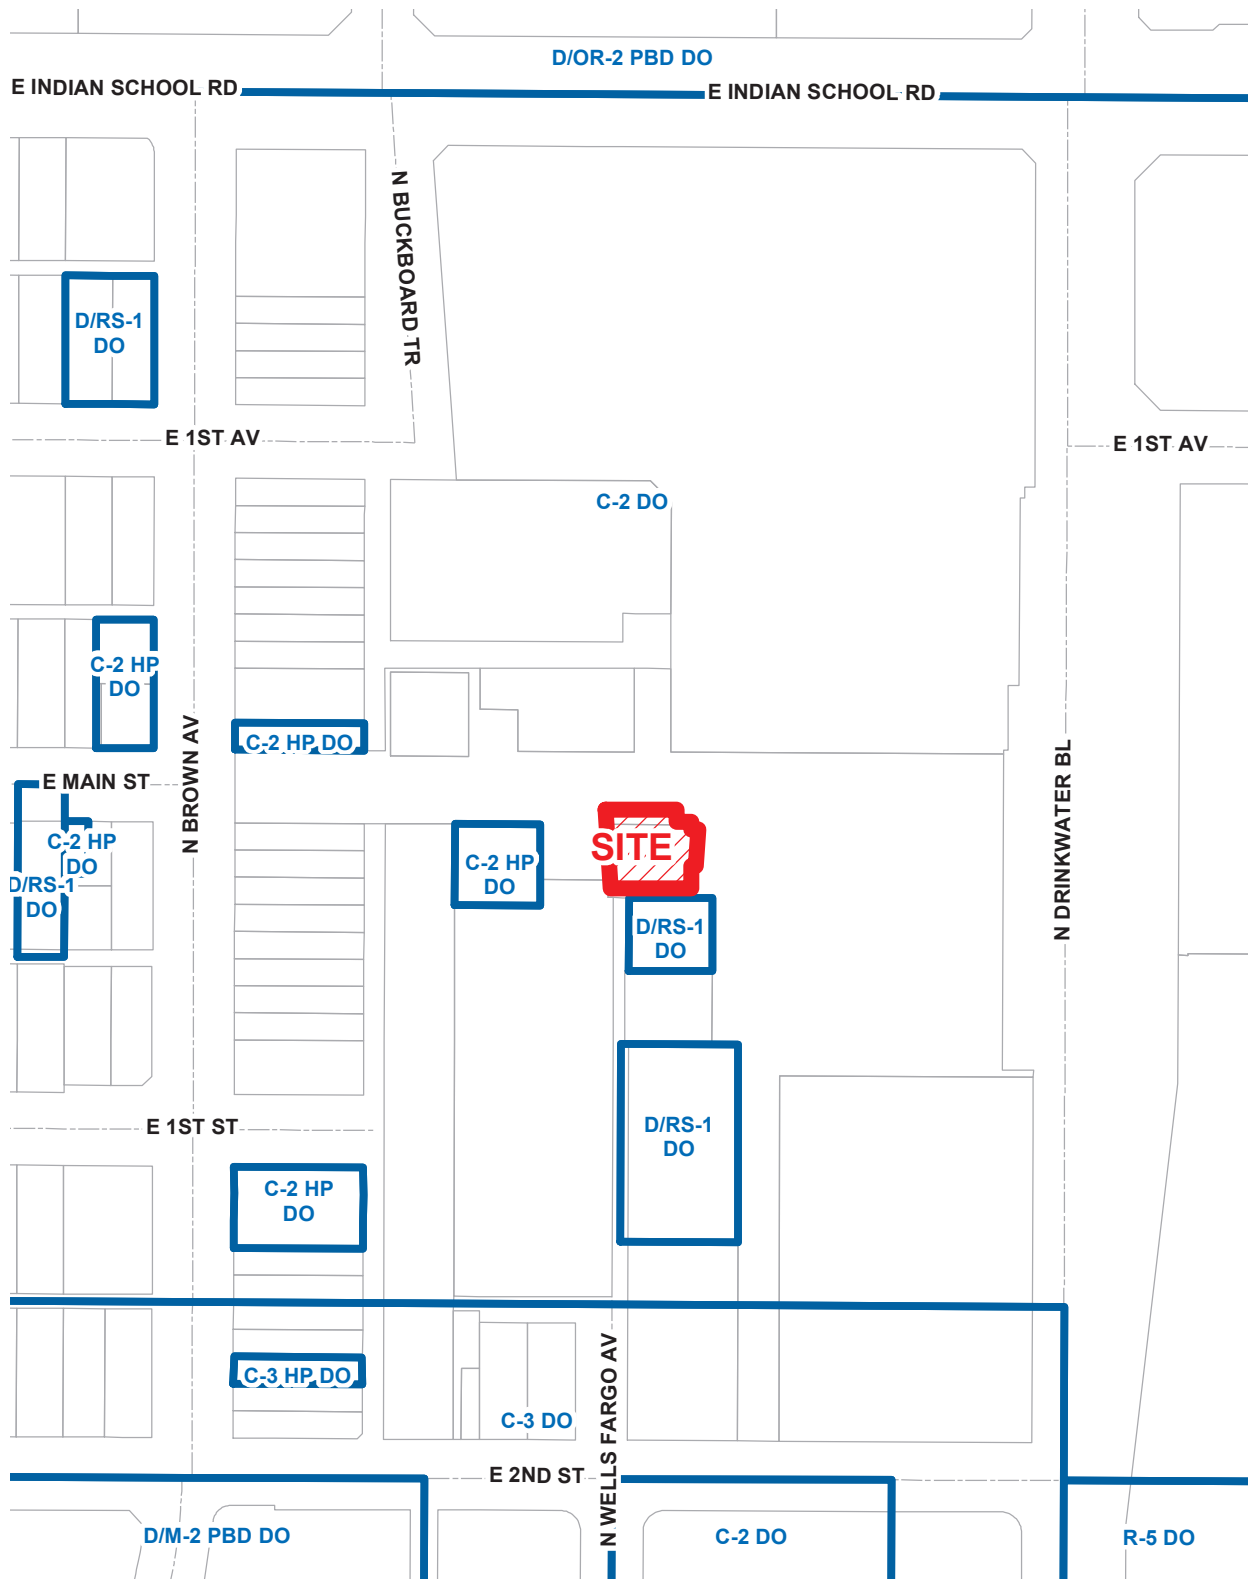 D/OR-2 PBD DO
E INDIAN SCHOOL RD
E INDIAN SCHOOL RD
N BUCKBOARD TR
D/RS-1
DO
E 1ST AV
E 1ST AV
C-2 DO
C-2 HP
DO
N BROWN AV
C-2 HP DO
N DRINKWATER BL
E MAIN ST
C-2 HP
DO
D/RS-1
DO
SITE
C-2 HP
DO
D/RS-1
DO
D/RS-1
DO
E 1ST ST
C-2 HP
DO
C-3 HP DO
C-3 DO
N WELLS FARGO AV
E 2ND ST
D/M-2 PBD DO
C-2 DO
R-5 DO